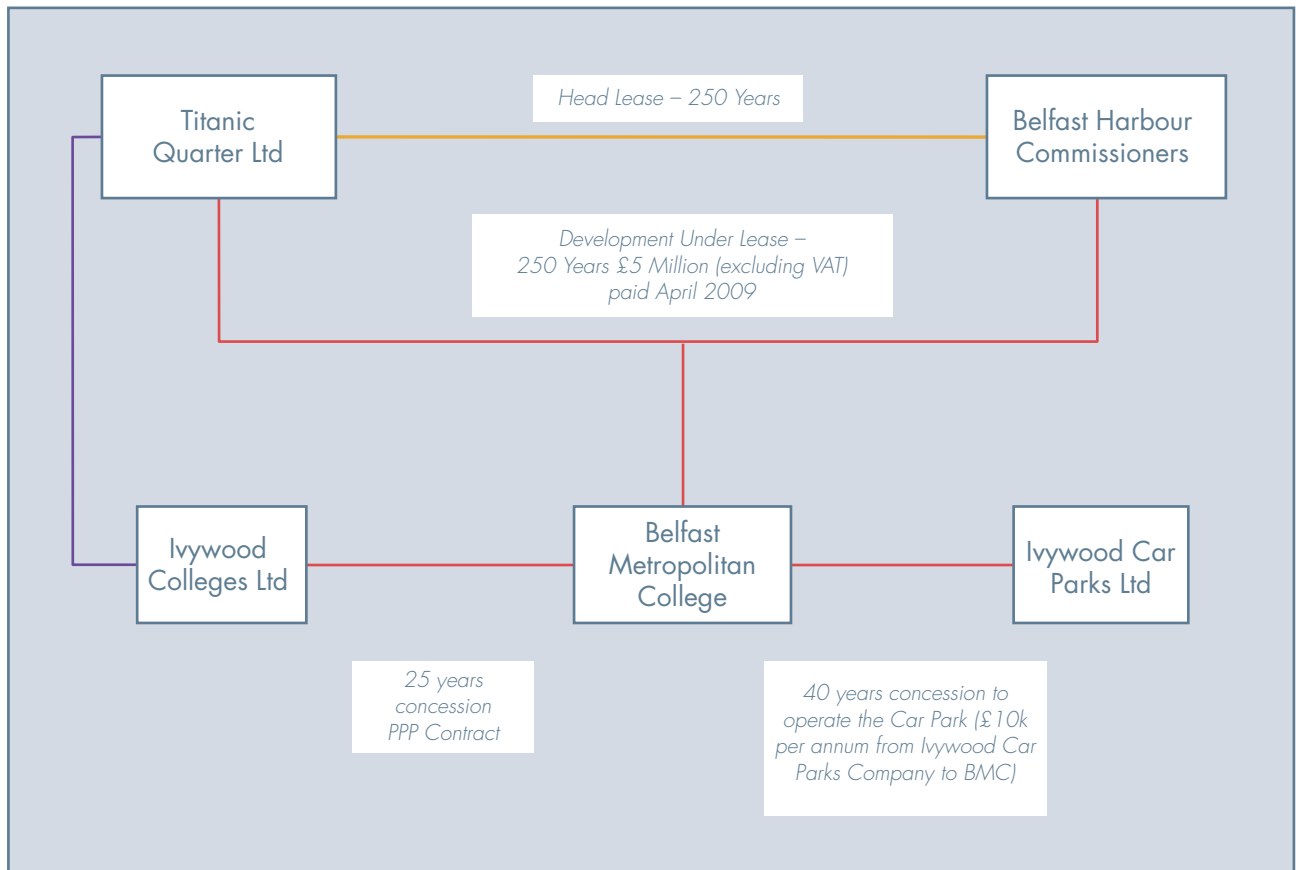 Head Lease – 250 Years
Titanic
Quarter Ltd
Belfast Harbour
Commissioners
Development Under Lease –
250 Years £5 Million (excluding VAT)
paid April 2009
Ivywood
Colleges Ltd
Belfast
Metropolitan
College
Ivywood Car
Parks Ltd
25 years
concession
PPP Contract
40 years concession to
operate the Car Park (£10k
per annum from Ivywood Car
Parks Company to BMC)